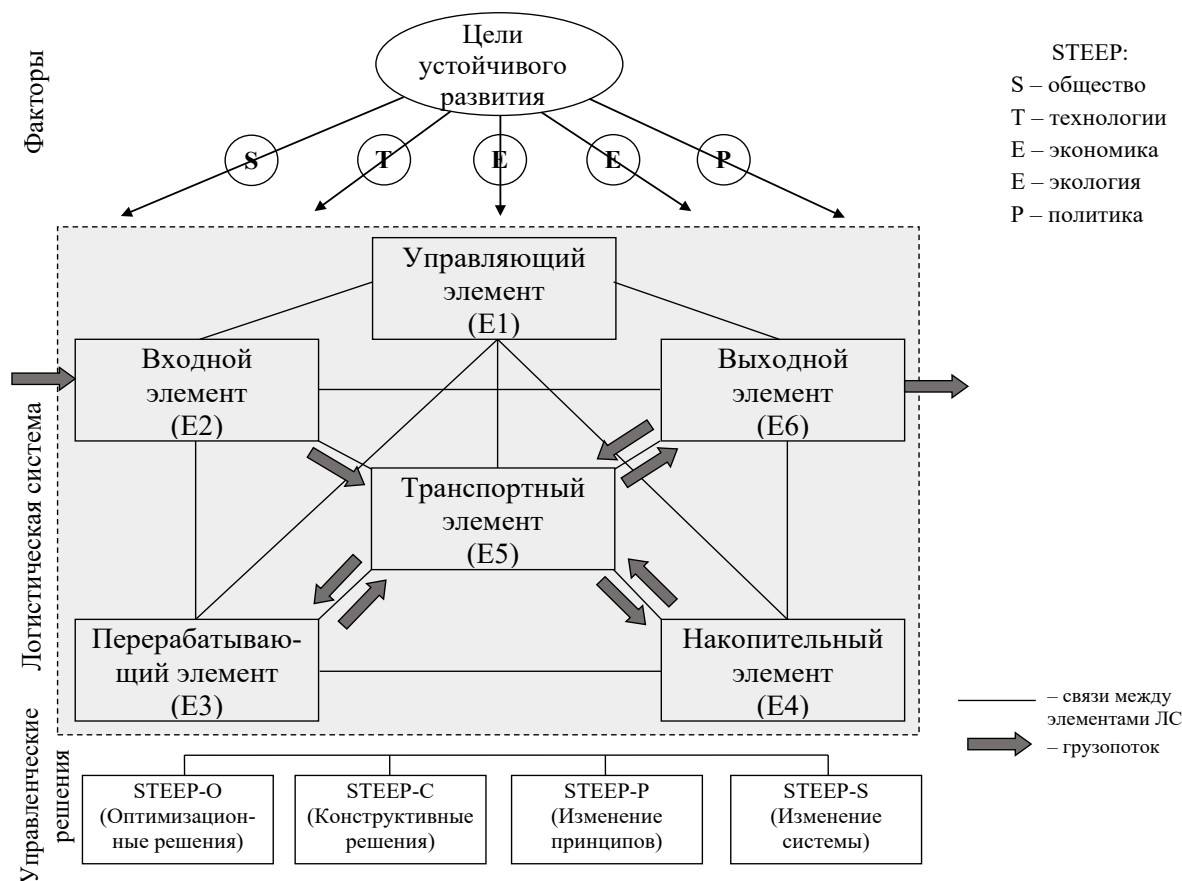 Цели
устойчивого
развития
Факторы
STEEP:
S – общество
T – технологии
E – экономика
E – экология
P – политика
S
T
E
E
P
Логистическая система
Управляющий
элемент
(E1)
Входной
элемент
(E2)
Выходной
элемент
(E6)
Транспортный
элемент
(E5)
Перерабатываю-
щий элемент
(E3)
Накопительный
элемент
(E4)
– связи между
элементами ЛС
– грузопоток
Управленческие
решения
STEEP-O
(Оптимизацион-
ные решения)
STEEP-C
(Конструктивные
решения)
STEEP-P
(Изменение
принципов)
STEEP-S
(Изменение
системы)